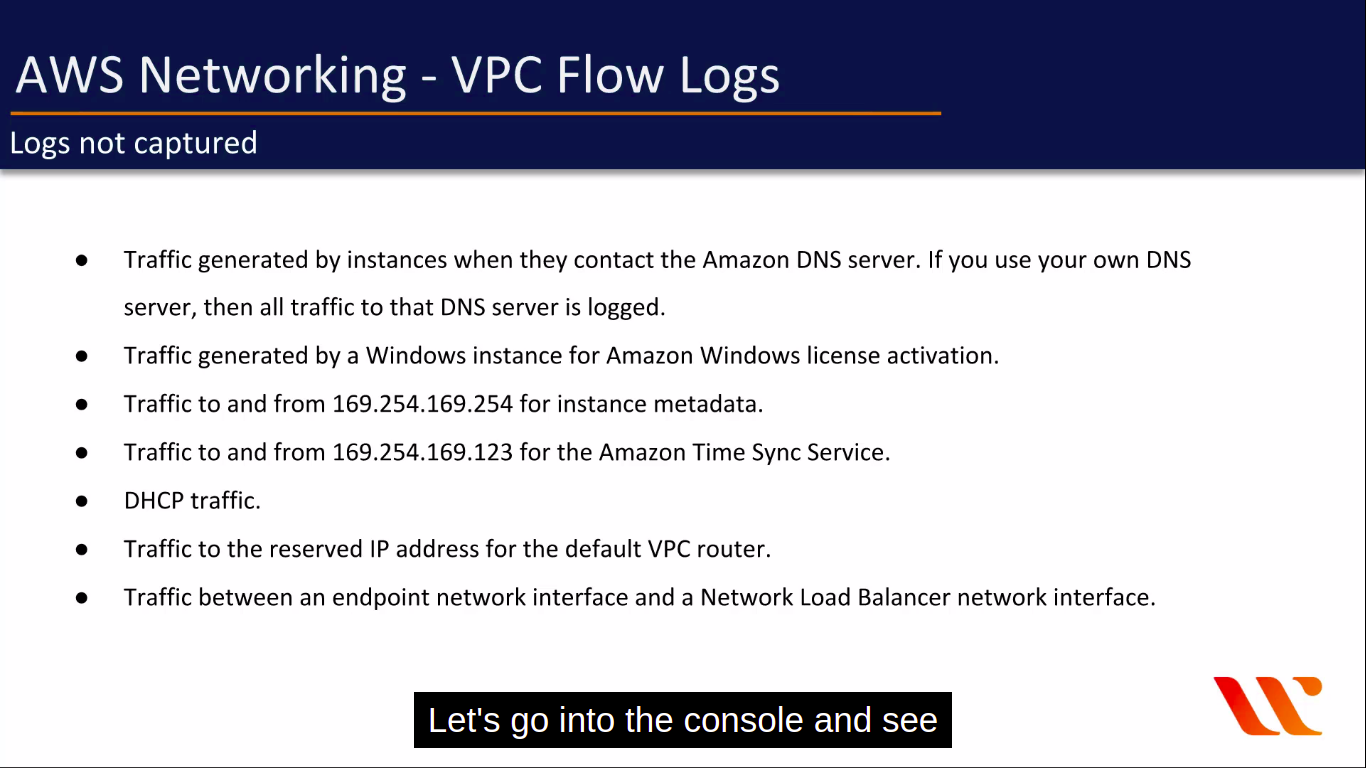 AWS Networking - VPC Flow Logs
Logs not captured
● Traffic generated by instances when they contact the Amazon DNS server. If you use your own DNS
server, then all traffic to that DNS server is logged.
● Traffic generated by a Windows instance for Amazon Windows license activation.
● Traffic to and from 169.254.169.254 for instance metadata.
● Traffic to and from 169.254.169.123 for the Amazon Time Sync Service.
● DHCP traffic.
● Traffic to the reserved IP address for the default VPC router.
● Traffic between an endpoint network interface and a Network Load Balancer network interface.
Let's go into the console and see